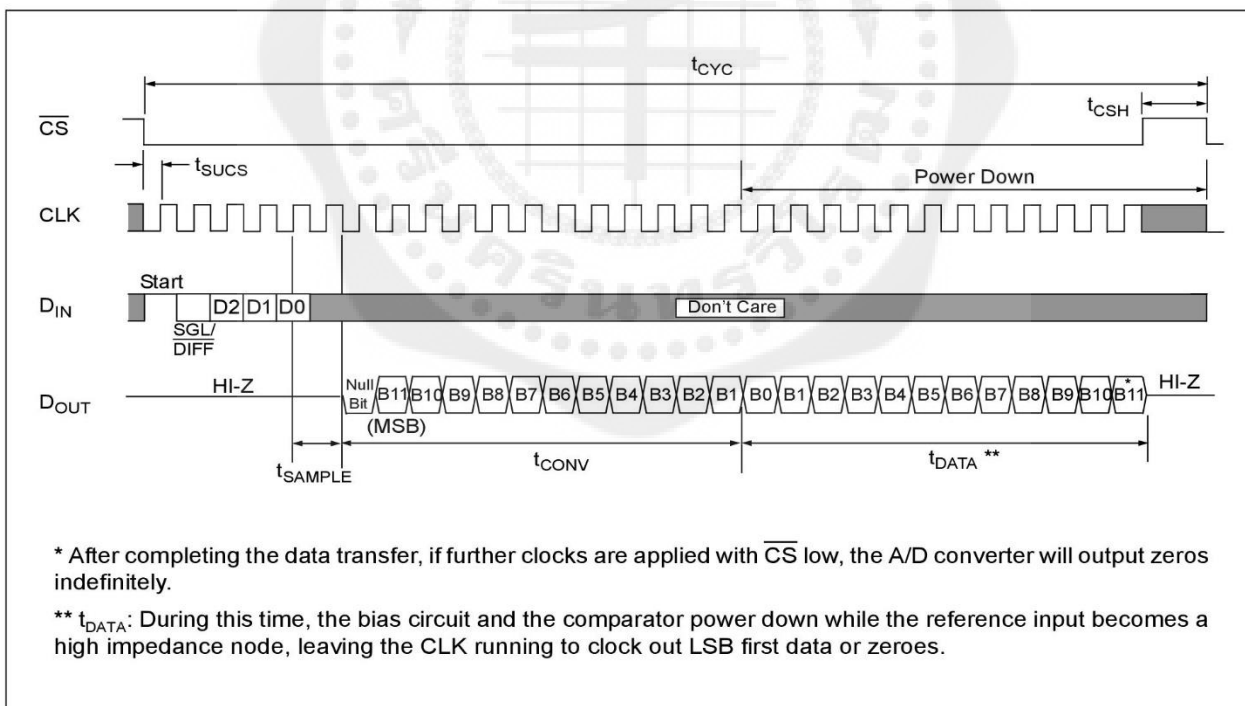 tCYC
tCSH
CS
tSUCS
Power Down
CLK
Start
DIN
D2 D1 D0
Don't Care
SGL/
DIFF
HI-Z
DOUT
Null
Bit
B11 B10 B9 B8 B7 B6 B5 B4 B3 B2 B1 B0 B1 B2 B3 B4 B5 B6 B7 B8 B9 B10 B11
*
HI-Z
(MSB)
tSAMPLE
tCONV
tDATA **
* After completing the data transfer, if further clocks are applied with CS low, the A/D converter will output zeros
indefinitely.
** tDATA: During this time, the bias circuit and the comparator power down while the reference input becomes a
high impedance node, leaving the CLK running to clock out LSB first data or zeroes.